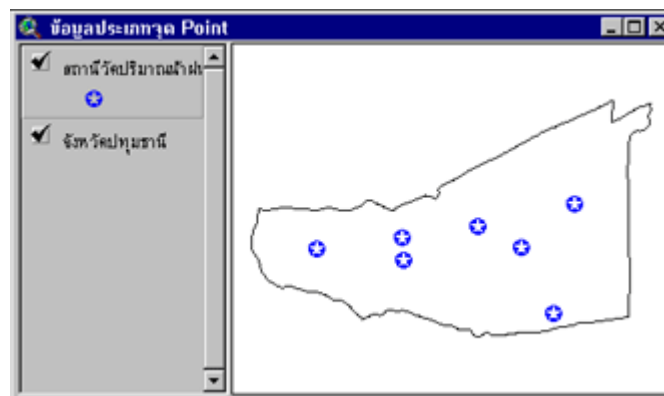 ข้อมูลประเภทจุด Point
สถานีวัดปริมาณน้ำฝน
จังหวัดปทุมธานี